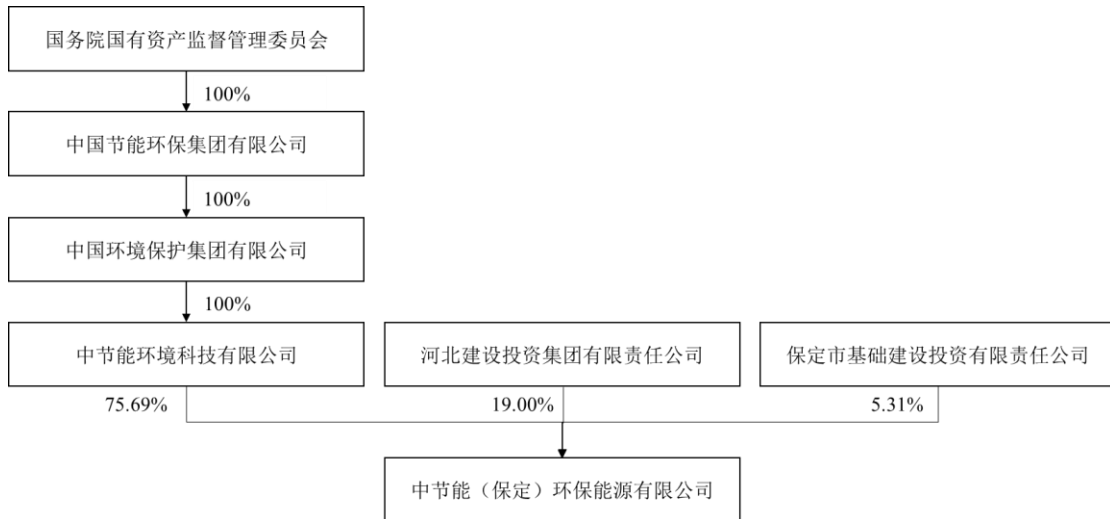 国务院国有资产监督管理委员会
100%
中国节能环保集团有限公司
100%
中国环境保护集团有限公司
100%
中节能环境科技有限公司
河北建设投资集团有限责任公司
保定市基础建设投资有限责任公司
75.69%
19.00%
5.31%
中节能（保定）环保能源有限公司